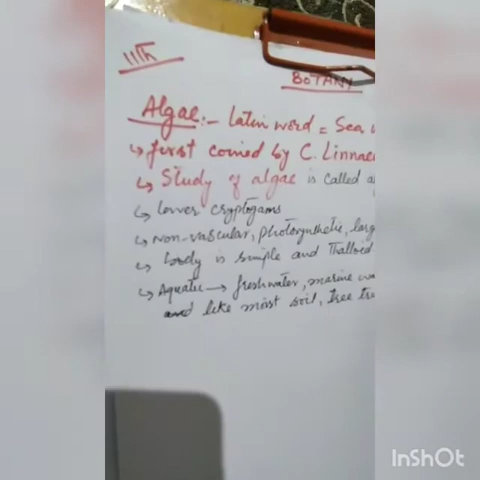 11th
BOTANY
Algae:- Latin word = Sea
↳ first coined by C. Linnae
↳ Study of algae is called a
↳ lower cryptogams
↳ non-vascular, photosynthetic, larg
↳ body is simple and Thalloid
↳ Aquatic → freshwater, marine
and like moist soil, tree
InShOt